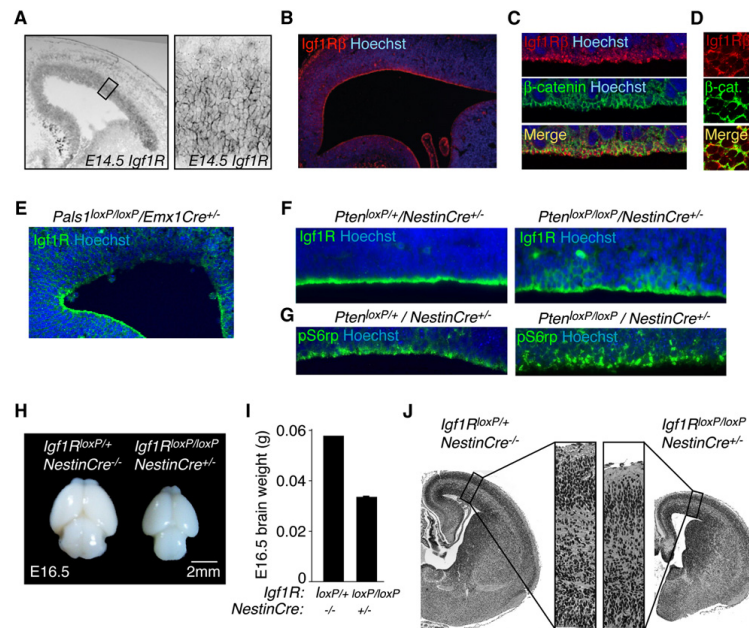 A
E14.5 Igf1R
E14.5 Igf1R
B
Igf1Rβ Hoechst
C
Igf1Rβ Hoechst
β-catenin Hoechst
Merge
D
Igf1Rβ
β-cat.
Merge
E
Pals1loxP/loxP/Emx1Cre+/-
Igf1R Hoechst
F
PtenloxP/+/NestinCre+/-
PtenloxP/loxP/NestinCre+/-
Igf1R Hoechst
Igf1R Hoechst
G
PtenloxP/+ / NestinCre+/-
PtenloxP/loxP / NestinCre+/-
pS6rp Hoechst
pS6rp Hoechst
H
Igf1RloxP/+
NestinCre-/-
Igf1RloxP/loxP
NestinCre+/-
E16.5
2mm
I
E16.5 brain weight (g)
0.06
0.04
0.02
0
Igf1R: loxP/+ loxP/loxP
NestinCre: -/- +/-
J
Igf1RloxP/+
NestinCre-/-
Igf1RloxP/loxP
NestinCre+/-